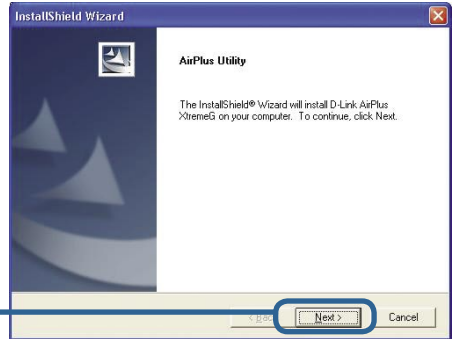 InstallShield Wizard
AirPlus Utility
The InstallShield® Wizard will install D-Link AirPlus
XtremeG on your computer. To continue, click Next.
< Back
Next >
Cancel